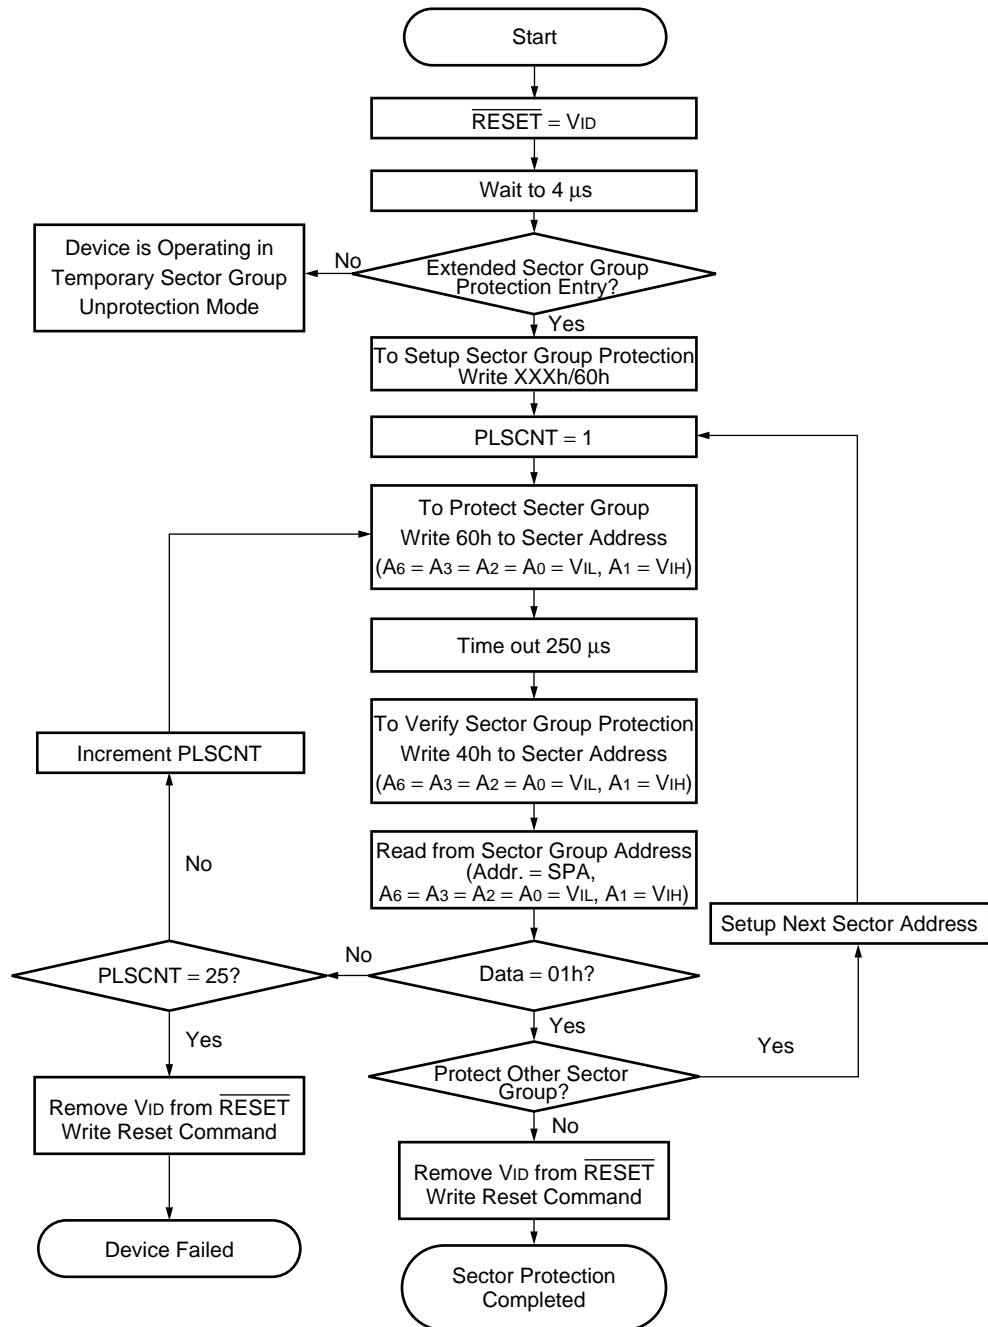 Start
RESET = VID
Wait to 4 μs
Device is Operating in
Temporary Sector Group
Unprotection Mode
No
Extended Sector Group
Protection Entry?
Yes
To Setup Sector Group Protection
Write XXXh/60h
PLSCNT = 1
To Protect Secter Group
Write 60h to Secter Address
(A6 = A3 = A2 = A0 = VIL, A1 = VIH)
Time out 250 μs
To Verify Sector Group Protection
Write 40h to Secter Address
(A6 = A3 = A2 = A0 = VIL, A1 = VIH)
Increment PLSCNT
Read from Sector Group Address
(Addr. = SPA,
A6 = A3 = A2 = A0 = VIL, A1 = VIH)
No
Setup Next Sector Address
PLSCNT = 25?
No
Data = 01h?
Yes
Yes
Yes
Protect Other Sector
Group?
No
Remove VID from RESET
Write Reset Command
Remove VID from RESET
Write Reset Command
Device Failed
Sector Protection
Completed